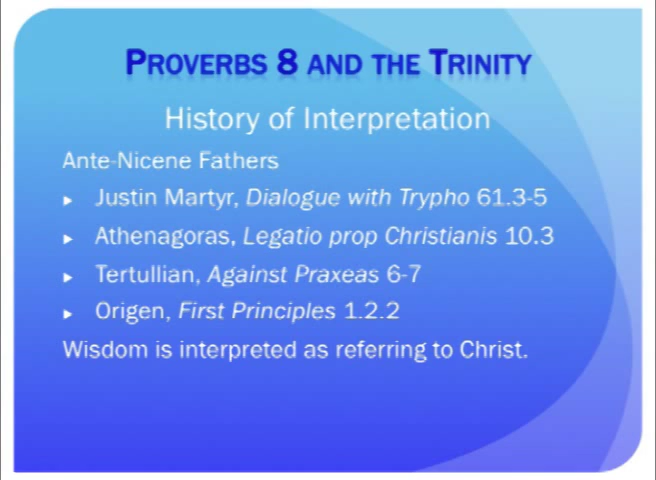 PROVERBS 8 AND THE TRINITY
History of Interpretation
Ante-Nicene Fathers
▸ Justin Martyr, Dialogue with Trypho 61.3-5
▸ Athenagoras, Legatio prop Christianis 10.3
▸ Tertullian, Against Praxeas 6-7
▸ Origen, First Principles 1.2.2
Wisdom is interpreted as referring to Christ.